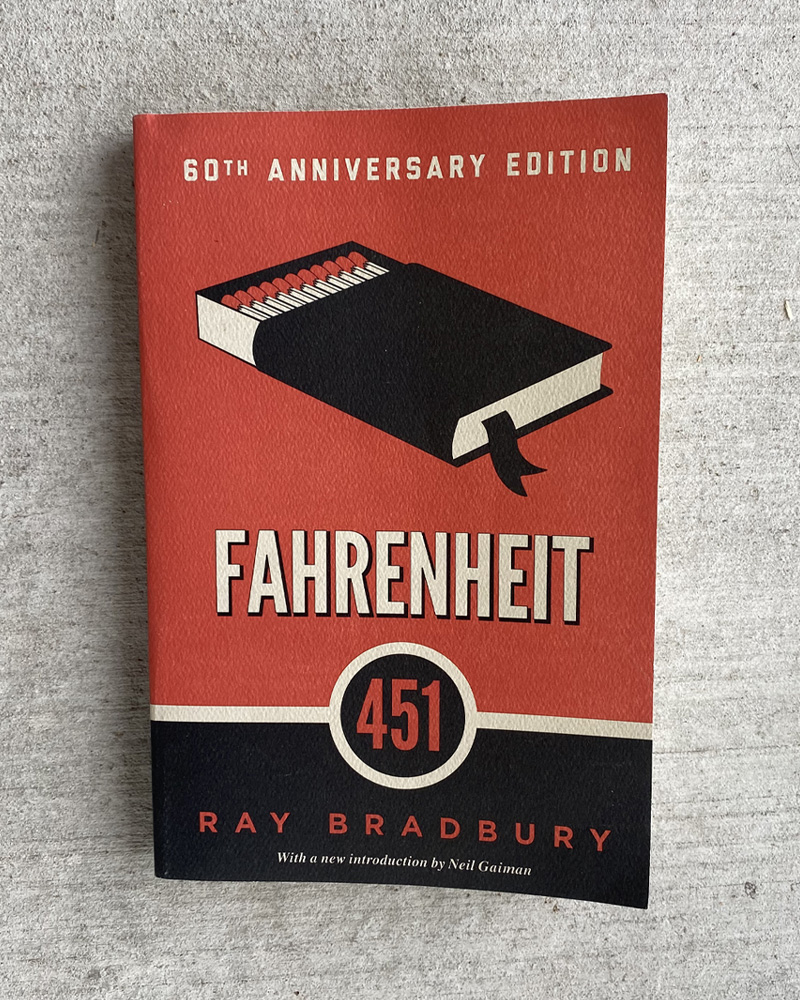 60TH ANNIVERSARY EDITION
FAHRENHEIT
451
RAY BRADBURY
With a new introduction by Neil Gaiman